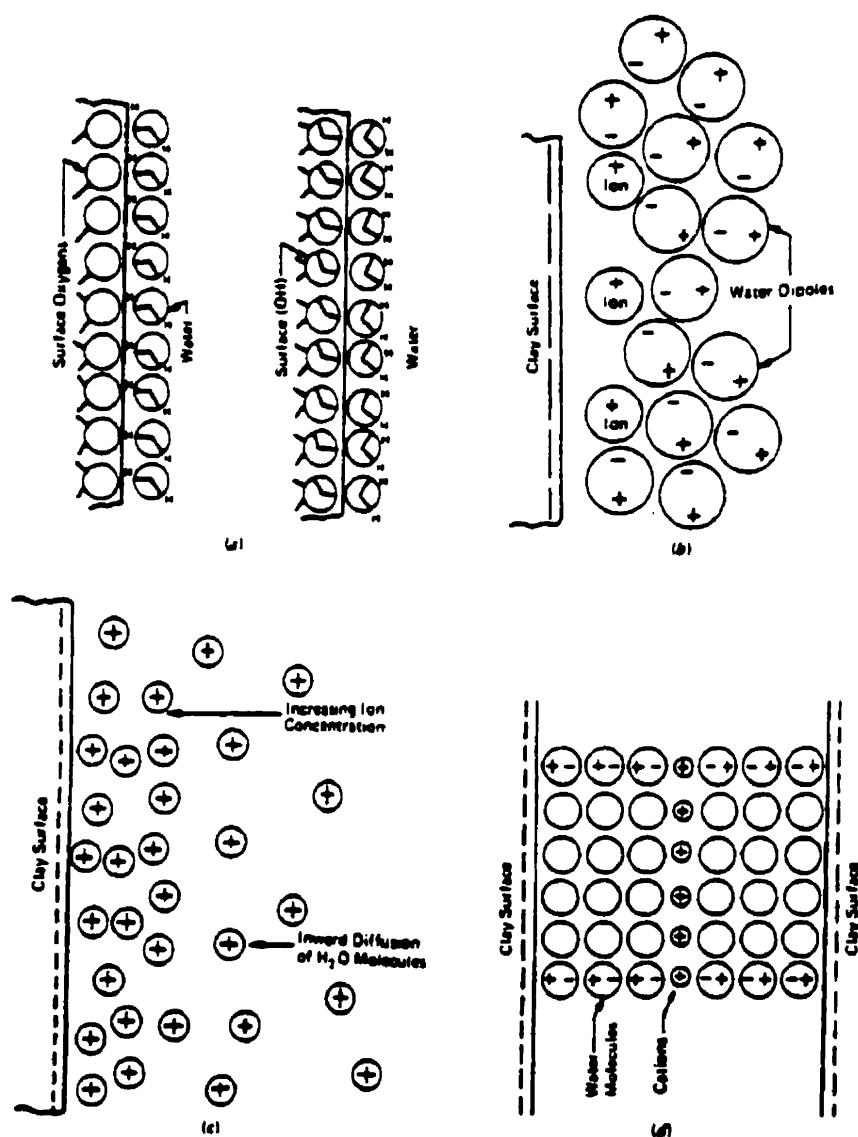 Surface Oxygens
Water
Surface (OH)
Water
(a)
Clay Surface
Ion
Ion
Ion
Water Dipoles
(b)
Clay Surface
Increasing Ion
Concentration
Inward Diffusion
of H₂O Molecules
(c)
Clay Surface
Water
Molecules
Cations
Clay Surface
(d)